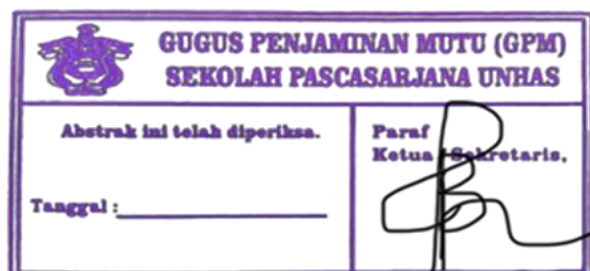 GUGUS PENJAMINAN MUTU (GPM)
SEKOLAH PASCASARJANA UNHAS
Abstrak ini telah diperiksa.
Paraf
Ketua / Sekretaris,
Tanggal :